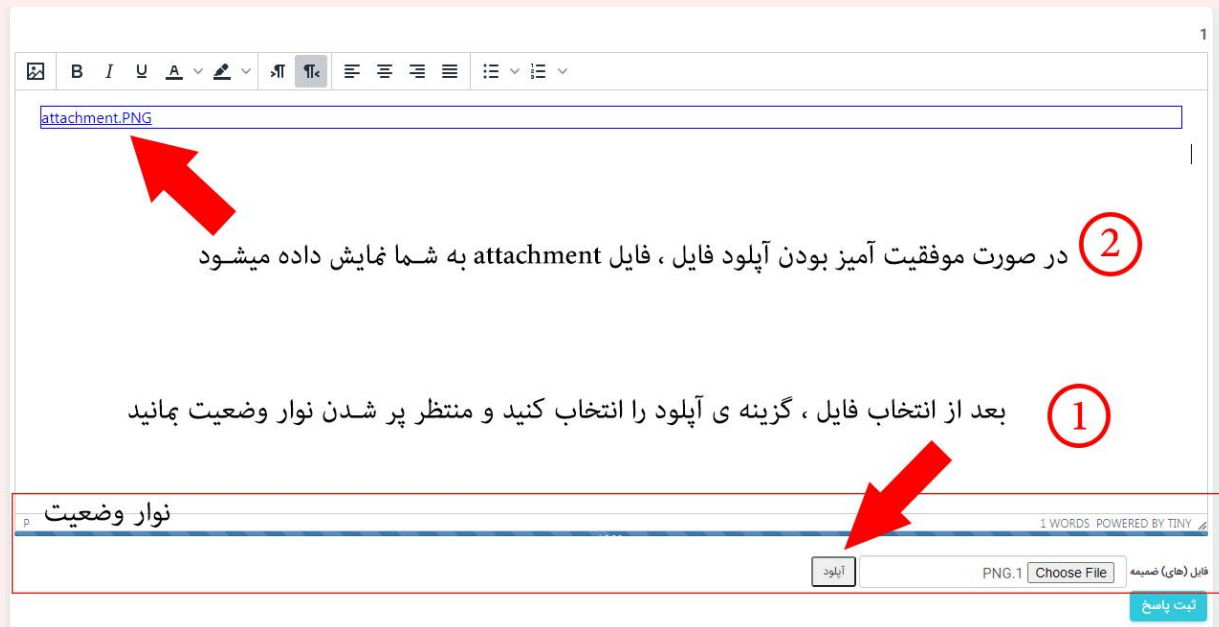 1
B I U A
attachment.PNG
2 در صورت موفقیت آمیز بودن آپلود فایل ، فایل attachment به شما نمایش داده میشود
1 بعد از انتخاب فایل ، گزینه ی آپلود را انتخاب کنید و منتظر پر شدن نوار وضعیت بمانید
نوار وضعیت
p
1 WORDS POWERED BY TINY
فایل (های) ضمیمه Choose File PNG.1 آپلود
ثبت پاسخ